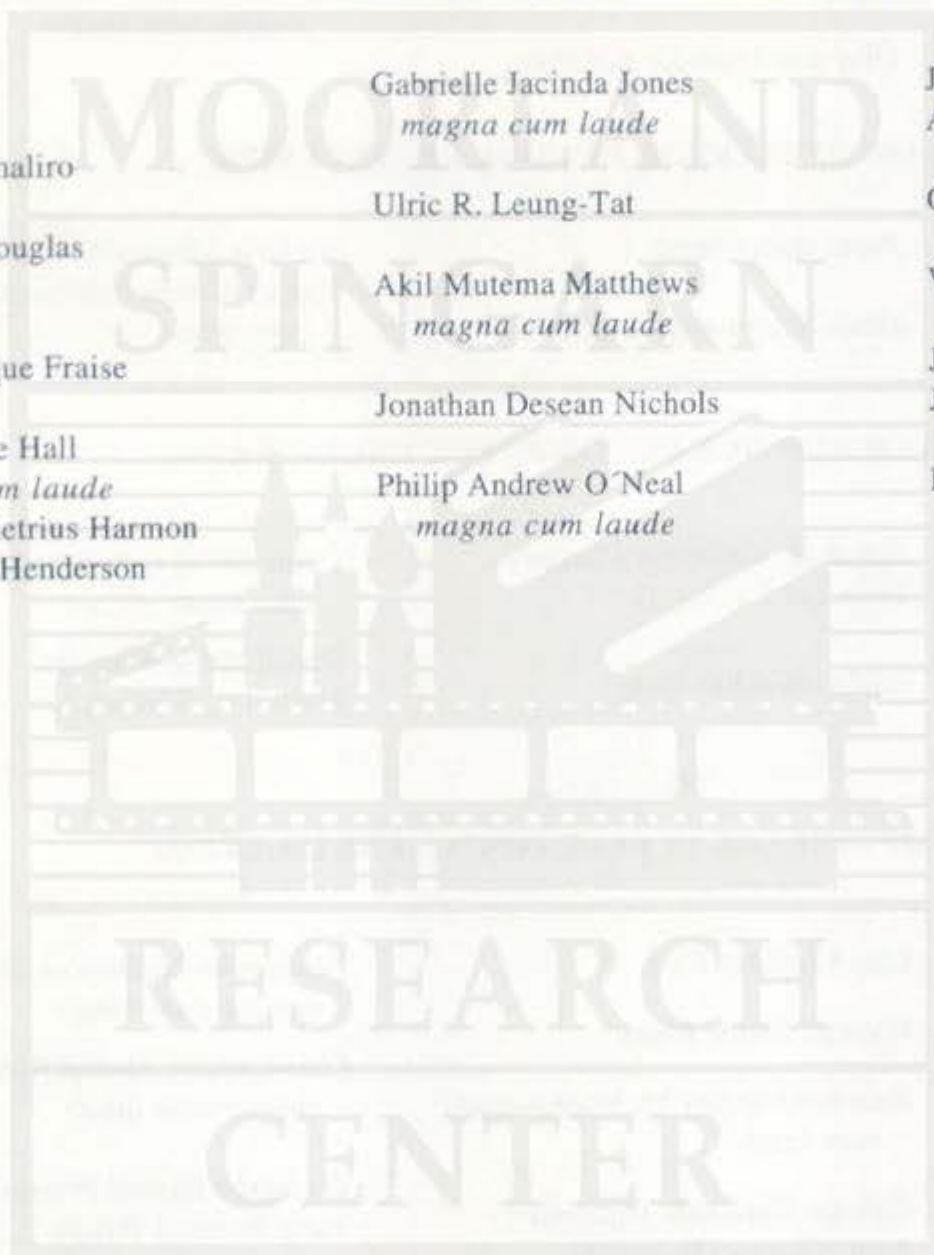 haliro
ouglas
ue Fraise
e Hall
m laude
etrius Harmon
Henderson
Gabrielle Jacinda Jones
magna cum laude
Ulric R. Leung-Tat
Akil Mutema Matthews
magna cum laude
Jonathan Desean Nichols
Philip Andrew O´Neal
magna cum laude
MOORLAND
SPINGARN
RESEARCH
CENTER